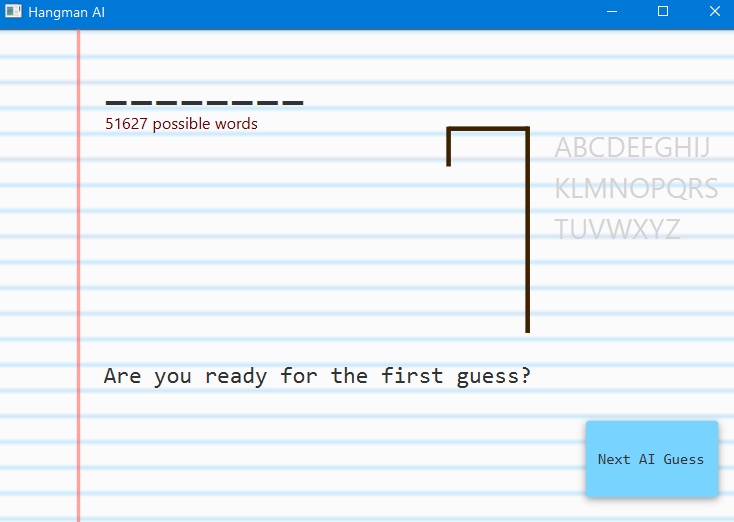 Hangman AI
_ _ _ _ _ _ _ _
51627 possible words
ABCDEFGHIJ
KLMNOPQRS
TUVWXYZ
Are you ready for the first guess?
Next AI Guess